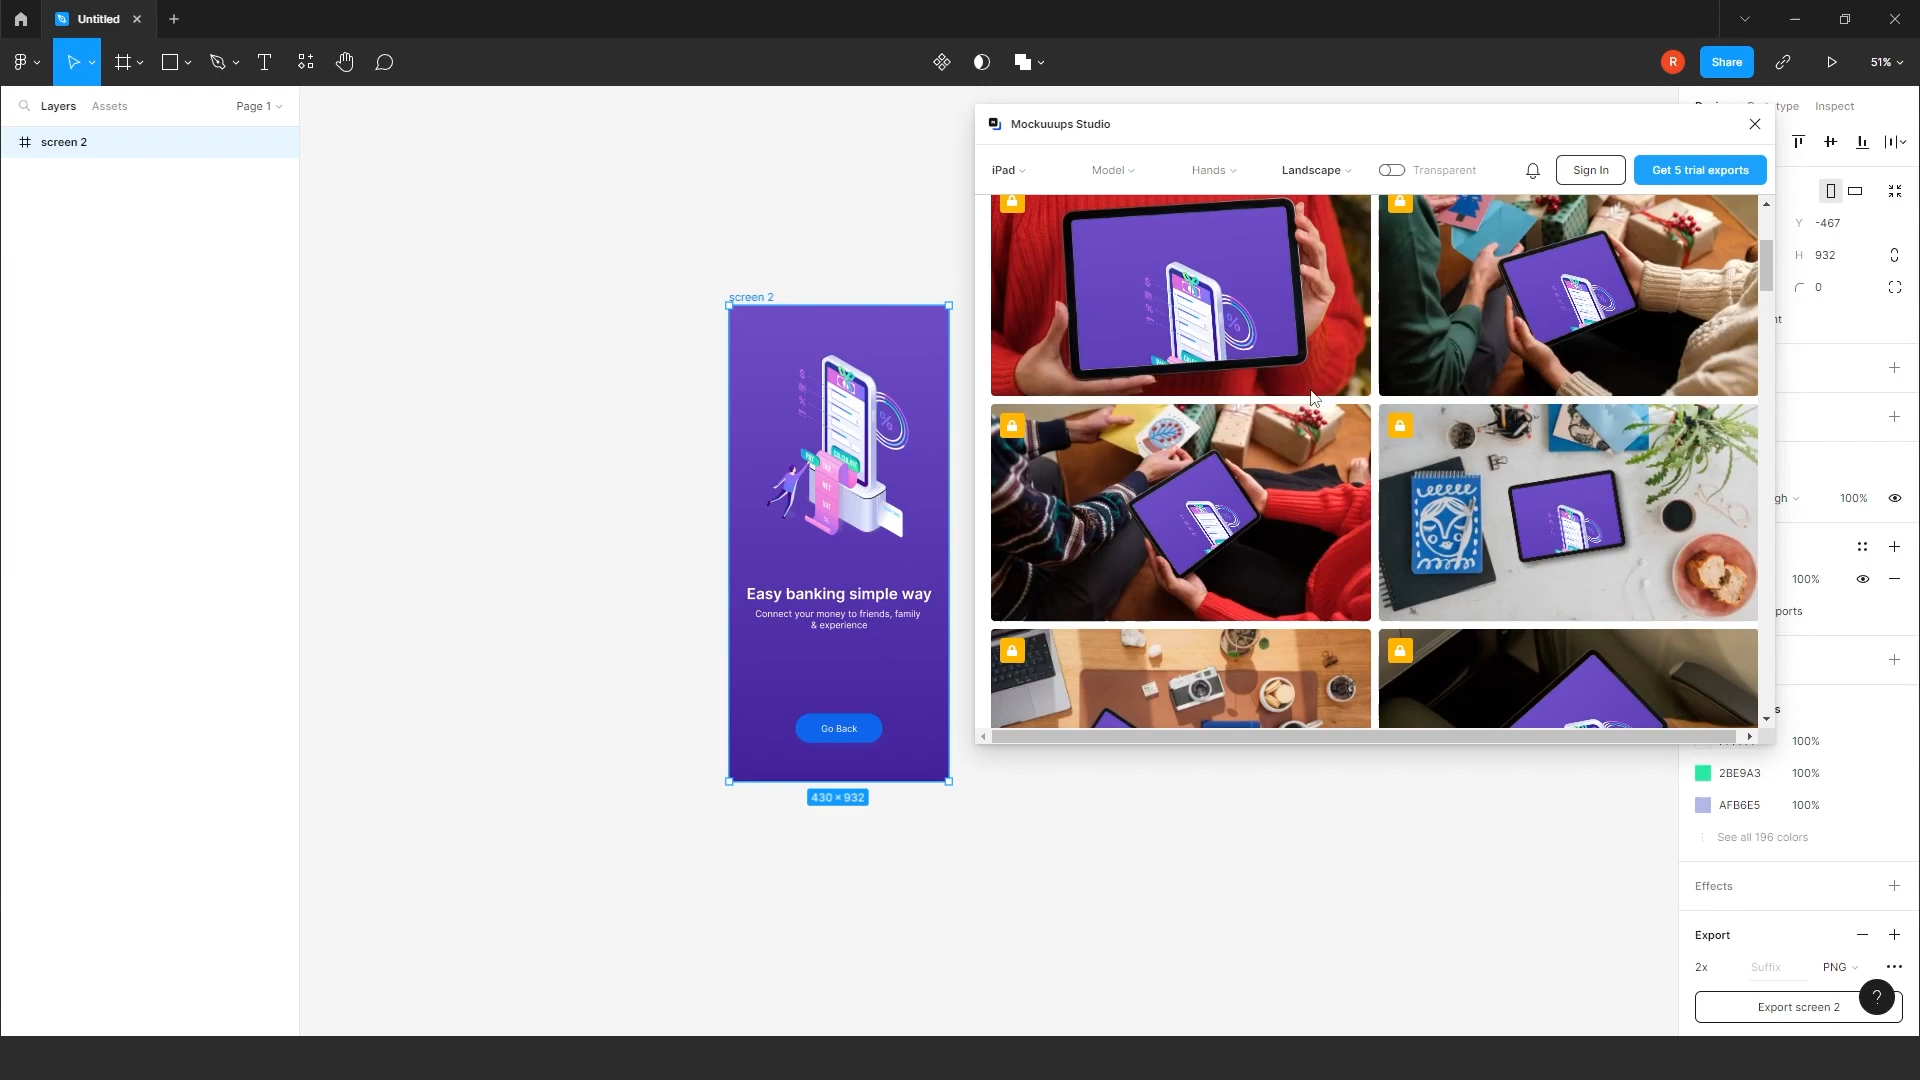 Untitled
R
Share
51%
Layers
Assets
Page 1
screen 2
screen 2
Easy banking simple way
Connect your money to friends, family
& experience
Go Back
430 × 932
Mockuuups Studio
iPad
Model
Hands
Landscape
Transparent
Sign In
Get 5 trial exports
Inspect
Y -467
H 932
0
100%
100%
100%
2BE9A3 100%
AFB6E5 100%
See all 196 colors
Effects
Export
2x Suffix PNG
Export screen 2
?